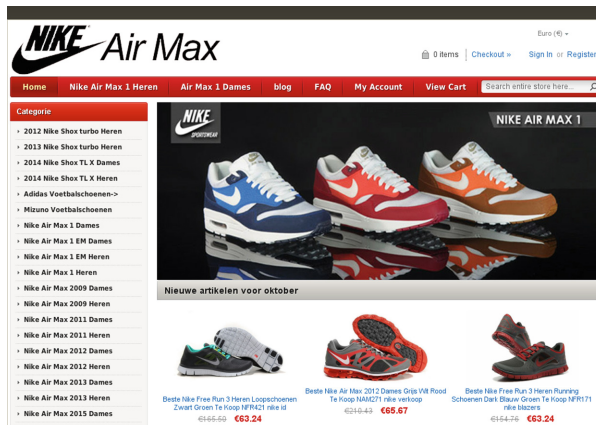 NIKE Air Max
Euro (€)
0 items Checkout » Sign In or Register
Home Nike Air Max 1 Heren Air Max 1 Dames blog FAQ My Account View Cart Search entire store here...
Categorie
2012 Nike Shox turbo Heren
2013 Nike Shox turbo Heren
2014 Nike Shox TL X Dames
2014 Nike Shox TL X Heren
Adidas Voetbalschoenen->
Mizuno Voetbalschoenen
Nike Air Max 1 Dames
Nike Air Max 1 EM Dames
Nike Air Max 1 EM Heren
Nike Air Max 1 Heren
Nike Air Max 2009 Dames
Nike Air Max 2009 Heren
Nike Air Max 2011 Dames
Nike Air Max 2011 Heren
Nike Air Max 2012 Dames
Nike Air Max 2012 Heren
Nike Air Max 2013 Dames
Nike Air Max 2013 Heren
Nike Air Max 2015 Dames
NIKE
SPORTSWEAR
NIKE AIR MAX 1
Nieuwe artikelen voor oktober
Beste Nike Free Run 3 Heren Loopschoenen
Zwart Groen Te Koop NFR421 nike id
€165.50 €63.24
Beste Nike Air Max 2012 Dames Grijs Wit Rood
Te Koop NAM271 nike verkoop
€210.43 €65.67
Beste Nike Free Run 3 Heren Running
Schoenen Dark Blauw Groen Te Koop NFR171
nike blazers
€154.76 €63.24